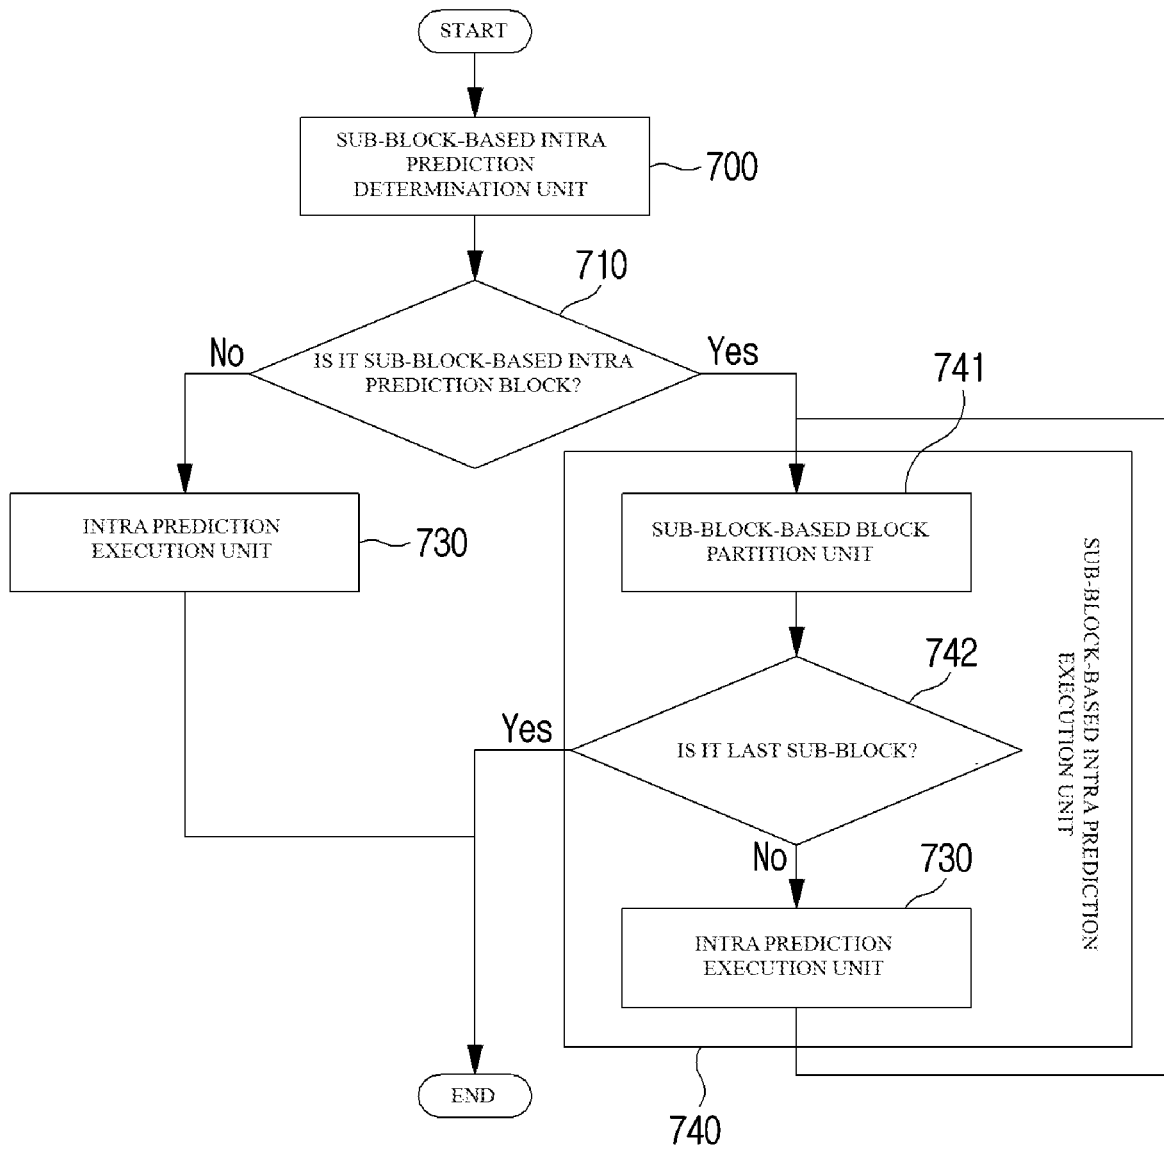 START
SUB-BLOCK-BASED INTRA
PREDICTION
DETERMINATION UNIT
700
710
IS IT SUB-BLOCK-BASED INTRA
PREDICTION BLOCK?
No
Yes
741
INTRA PREDICTION
EXECUTION UNIT
730
SUB-BLOCK-BASED BLOCK
PARTITION UNIT
SUB-BLOCK-BASED INTRA PREDICTION
EXECUTION UNIT
742
Yes
IS IT LAST SUB-BLOCK?
No
730
INTRA PREDICTION
EXECUTION UNIT
END
740